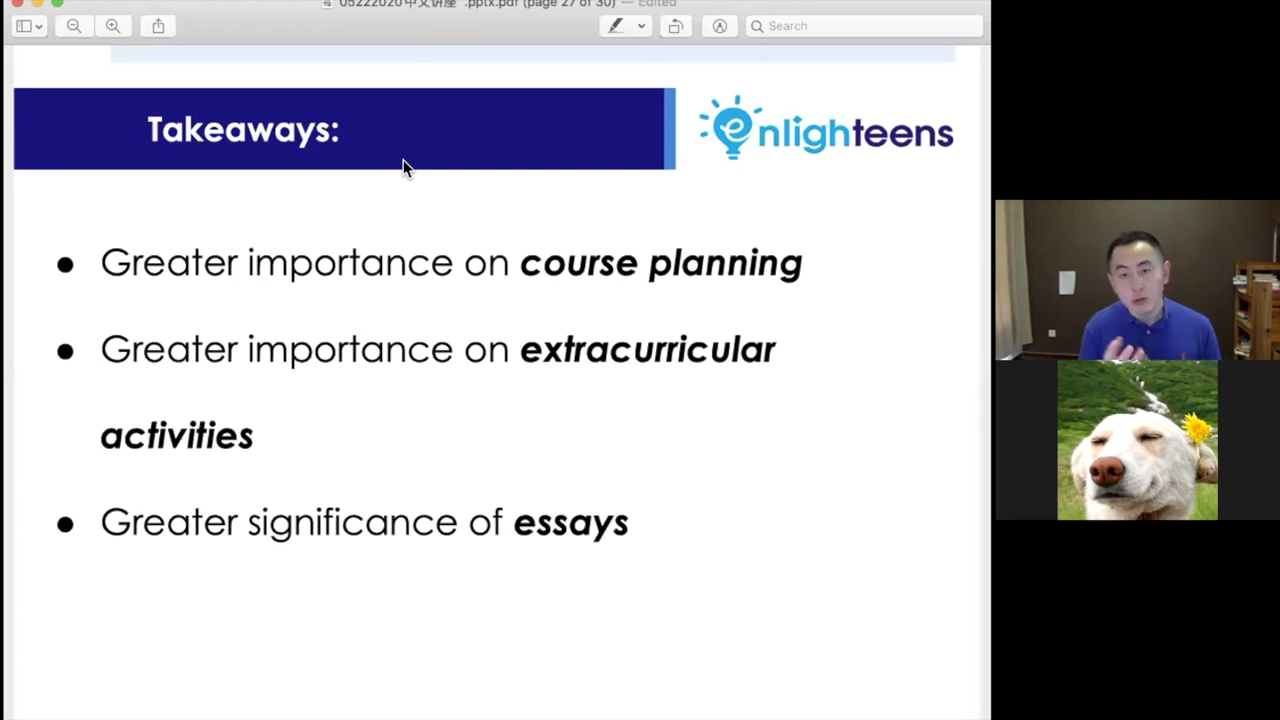 05222020中文讲座 .pptx.pdf (page 27 of 30) — Edited
Search
Takeaways:
enlighteens
● Greater importance on course planning
● Greater importance on extracurricular
activities
● Greater significance of essays